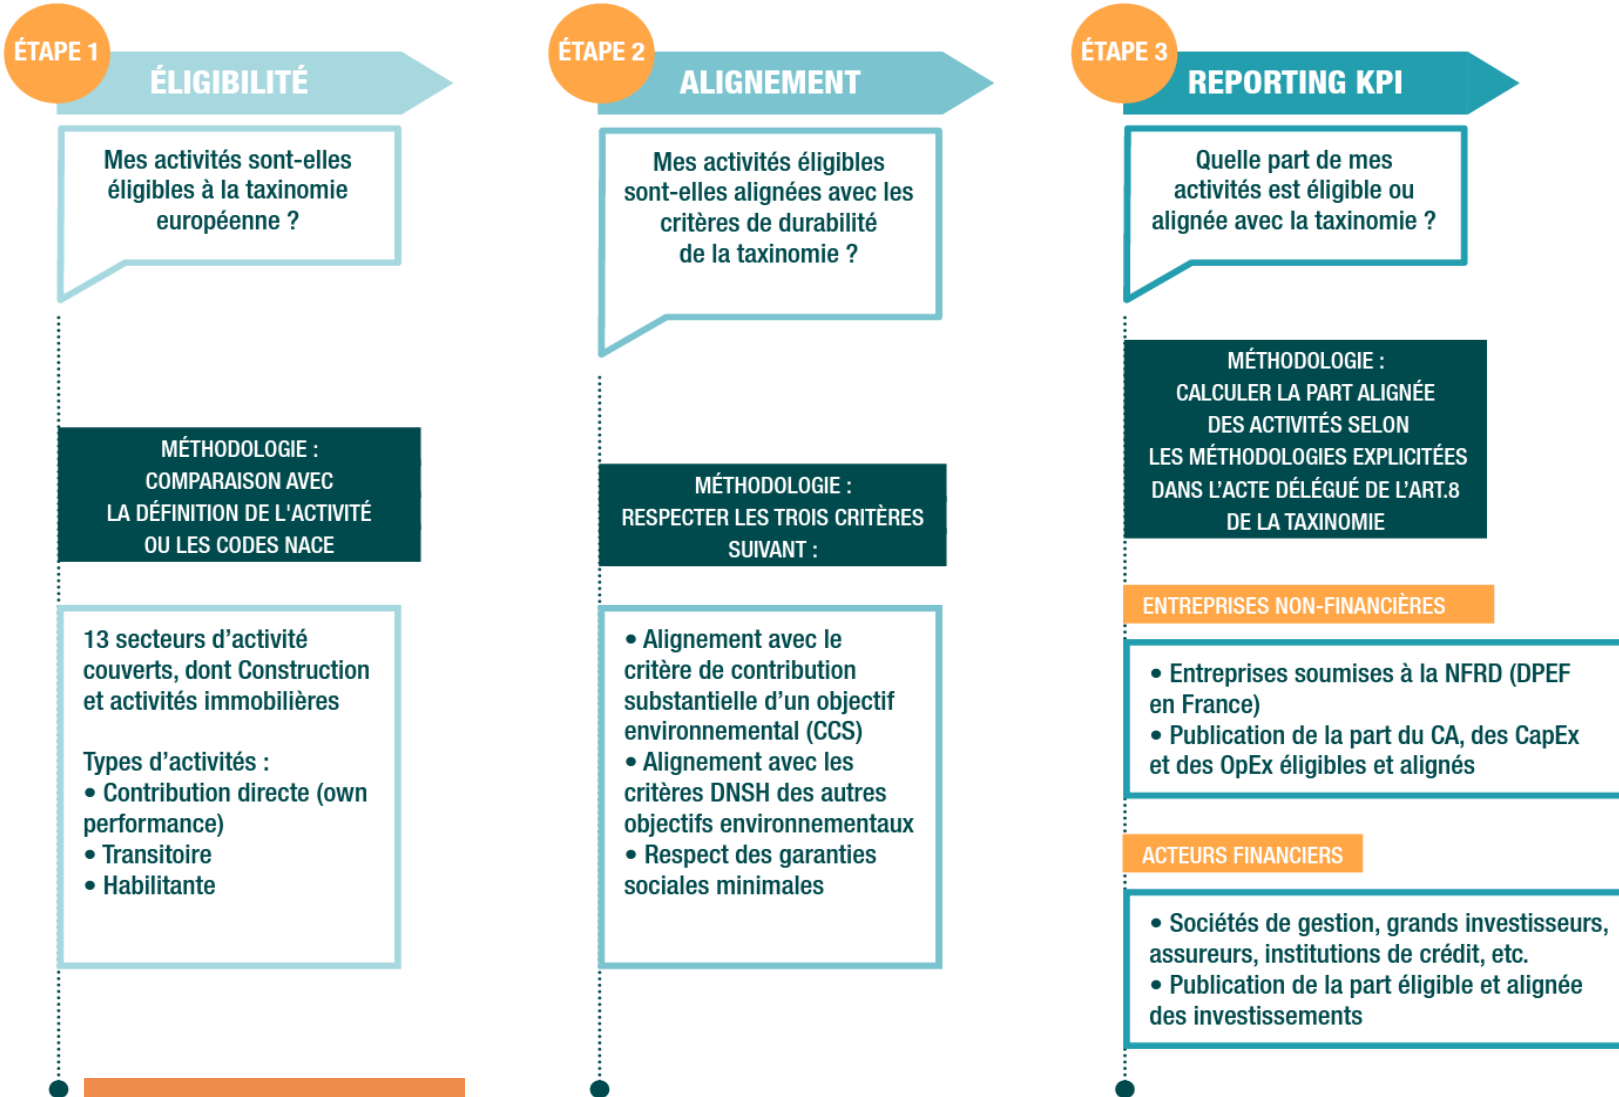 ÉTAPE 1
ÉLIGIBILITÉ
Mes activités sont-elles
éligibles à la taxinomie
européenne ?
MÉTHODOLOGIE :
COMPARAISON AVEC
LA DÉFINITION DE L'ACTIVITÉ
OU LES CODES NACE
13 secteurs d’activité
couverts, dont Construction
et activités immobilières
Types d’activités :
• Contribution directe (own
performance)
• Transitoire
• Habilitante
ÉTAPE 2
ALIGNEMENT
Mes activités éligibles
sont-elles alignées avec les
critères de durabilité
de la taxinomie ?
MÉTHODOLOGIE :
RESPECTER LES TROIS CRITÈRES
SUIVANT :
• Alignement avec le
critère de contribution
substantielle d’un objectif
environnemental (CCS)
• Alignement avec les
critères DNSH des autres
objectifs environnementaux
• Respect des garanties
sociales minimales
ÉTAPE 3
REPORTING KPI
Quelle part de mes
activités est éligible ou
alignée avec la taxinomie ?
MÉTHODOLOGIE :
CALCULER LA PART ALIGNÉE
DES ACTIVITÉS SELON
LES MÉTHODOLOGIES EXPLICITÉES
DANS L’ACTE DÉLÉGUÉ DE L’ART.8
DE LA TAXINOMIE
ENTREPRISES NON-FINANCIÈRES
• Entreprises soumises à la NFRD (DPEF
en France)
• Publication de la part du CA, des CapEx
et des OpEx éligibles et alignés
ACTEURS FINANCIERS
• Sociétés de gestion, grands investisseurs,
assureurs, institutions de crédit, etc.
• Publication de la part éligible et alignée
des investissements